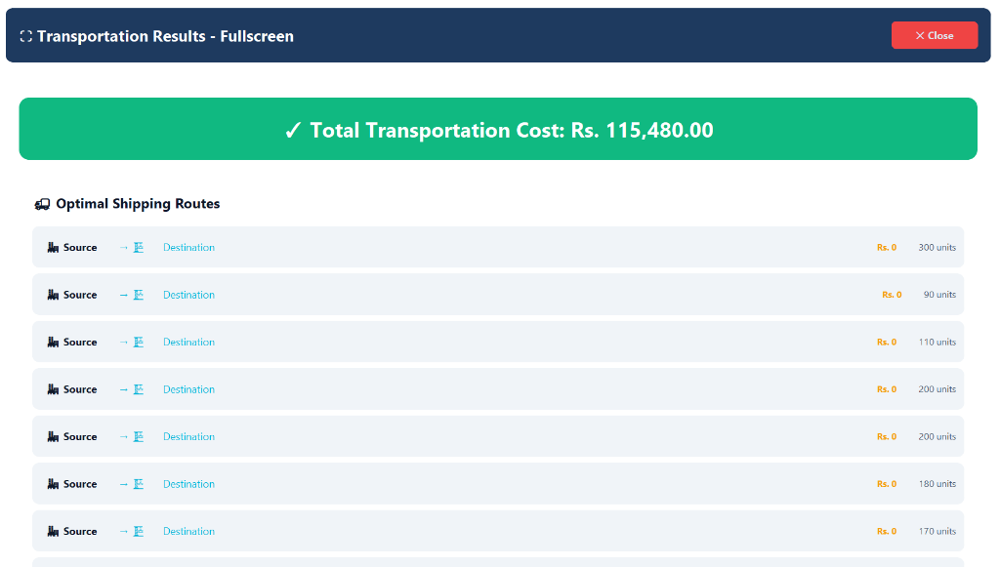 Transportation Results - Fullscreen
× Close
✓ Total Transportation Cost: Rs. 115,480.00
Optimal Shipping Routes
Source → Destination Rs. 0 300 units
Source → Destination Rs. 0 90 units
Source → Destination Rs. 0 110 units
Source → Destination Rs. 0 200 units
Source → Destination Rs. 0 200 units
Source → Destination Rs. 0 180 units
Source → Destination Rs. 0 170 units